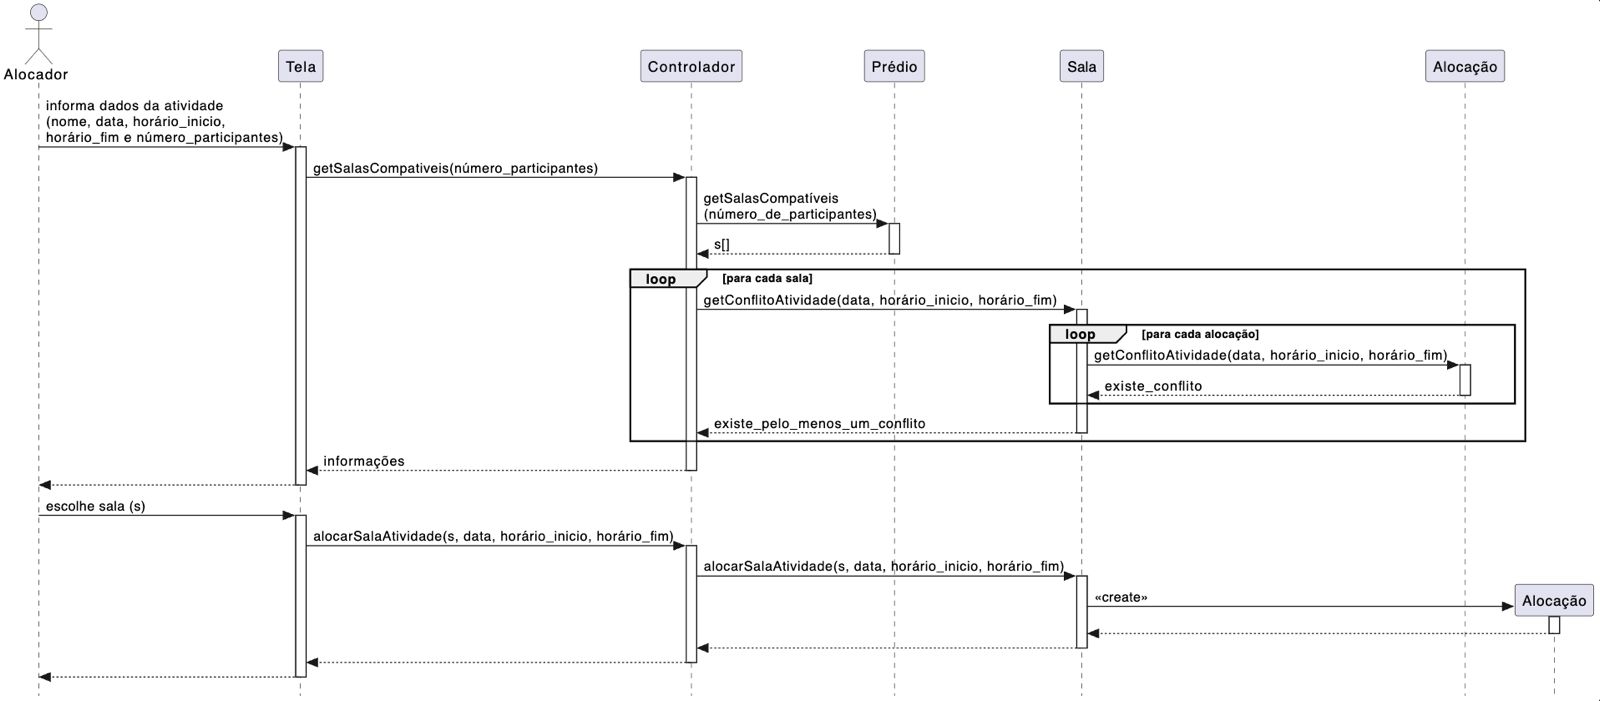 Alocador
Tela
Controlador
Prédio
Sala
Alocação
informa dados da atividade
(nome, data, horário_inicio,
horário_fim e número_participantes)
getSalasCompativeis(número_participantes)
getSalasCompatíveis
(número_de_participantes)
s[]
loop [para cada sala]
getConflitoAtividade(data, horário_inicio, horário_fim)
loop [para cada alocação]
getConflitoAtividade(data, horário_inicio, horário_fim)
existe_conflito
existe_pelo_menos_um_conflito
informações
escolhe sala (s)
alocarSalaAtividade(s, data, horário_inicio, horário_fim)
alocarSalaAtividade(s, data, horário_inicio, horário_fim)
«create»
Alocação